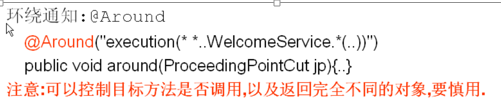 环绕通知:@Around
@Around("execution(* *..WelcomeService.*(..))")
public void around(ProceedingPointCut jp){..}
注意:可以控制目标方法是否调用,以及返回完全不同的对象,要慎用.